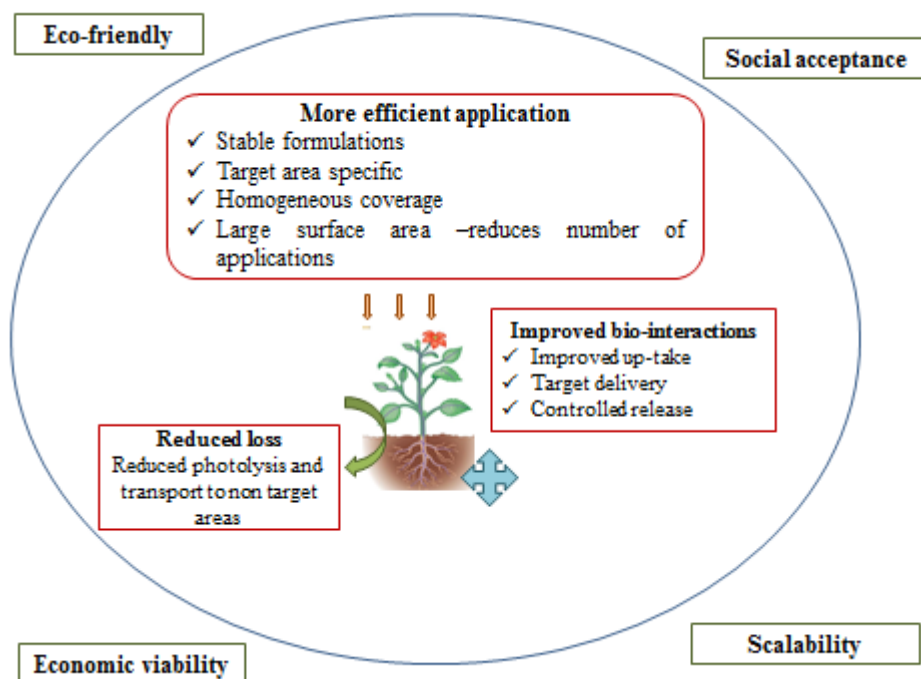 Eco-friendly
Social acceptance
More efficient application
✓ Stable formulations
✓ Target area specific
✓ Homogeneous coverage
✓ Large surface area –reduces number of
applications
Improved bio-interactions
✓ Improved up-take
✓ Target delivery
✓ Controlled release
Reduced loss
Reduced photolysis and
transport to non target
areas
Economic viability
Scalability